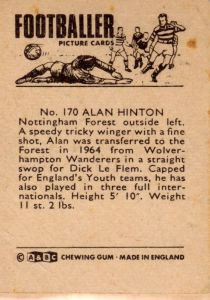 FOOTBALLER
PICTURE CARDS
No. 170 ALAN HINTON
Nottingham Forest outside left.
A speedy tricky winger with a fine
shot, Alan was transferred to the
Forest in 1964 from Wolver-
hampton Wanderers in a straight
swop for Dick Le Flem. Capped
for England's Youth teams, he has
also played in three full inter-
nationals. Height 5' 10". Weight
11 st. 2 lbs.
© A&BC CHEWING GUM · MADE IN ENGLAND